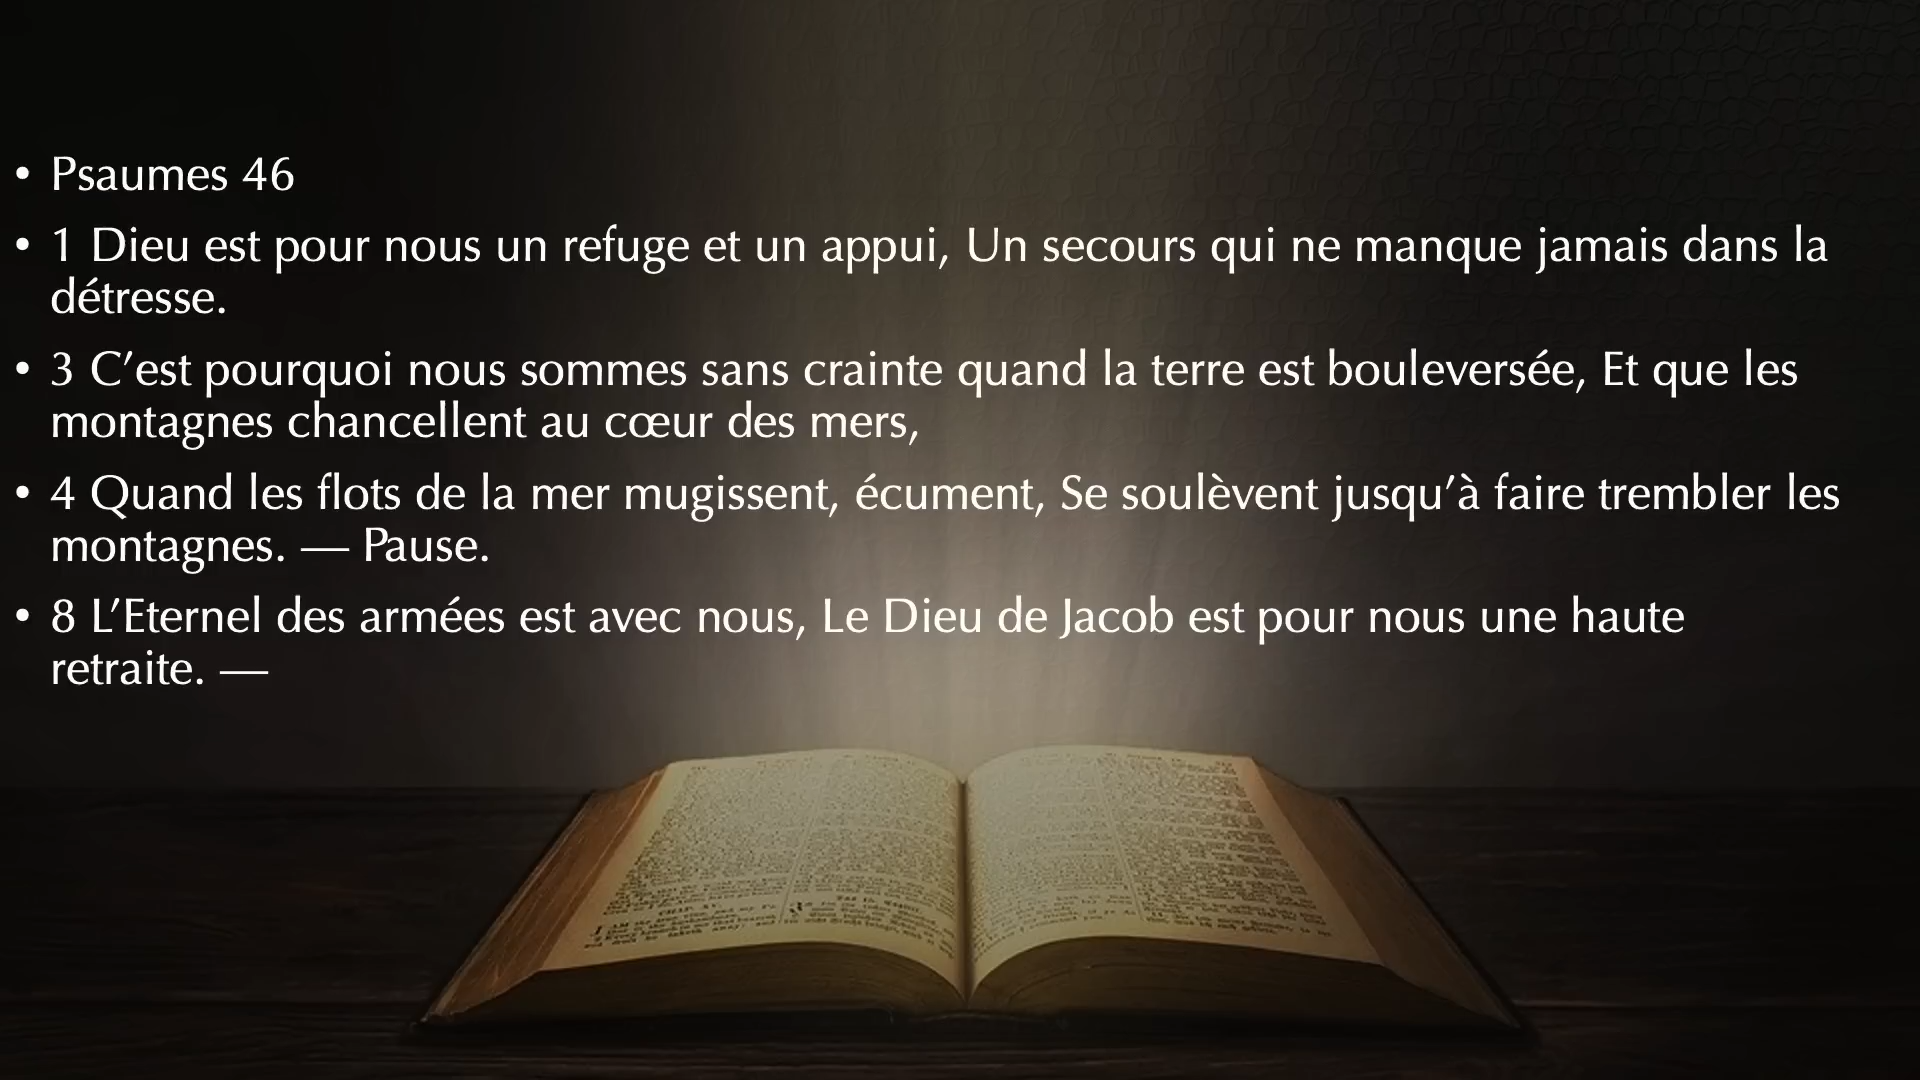 • Psaumes 46
• 1 Dieu est pour nous un refuge et un appui, Un secours qui ne manque jamais dans la
détresse.
• 3 C’est pourquoi nous sommes sans crainte quand la terre est bouleversée, Et que les
montagnes chancellent au cœur des mers,
• 4 Quand les flots de la mer mugissent, écument, Se soulèvent jusqu’à faire trembler les
montagnes. — Pause.
• 8 L’Eternel des armées est avec nous, Le Dieu de Jacob est pour nous une haute
retraite. —